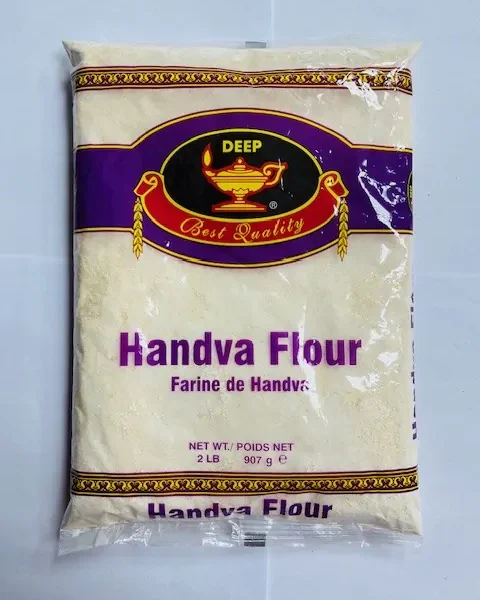 DEEP
®
Best Quality
Handva Flour
Farine de Handva
NET WT./ POIDS NET
2 LB 907 g ℮
Handva Flour